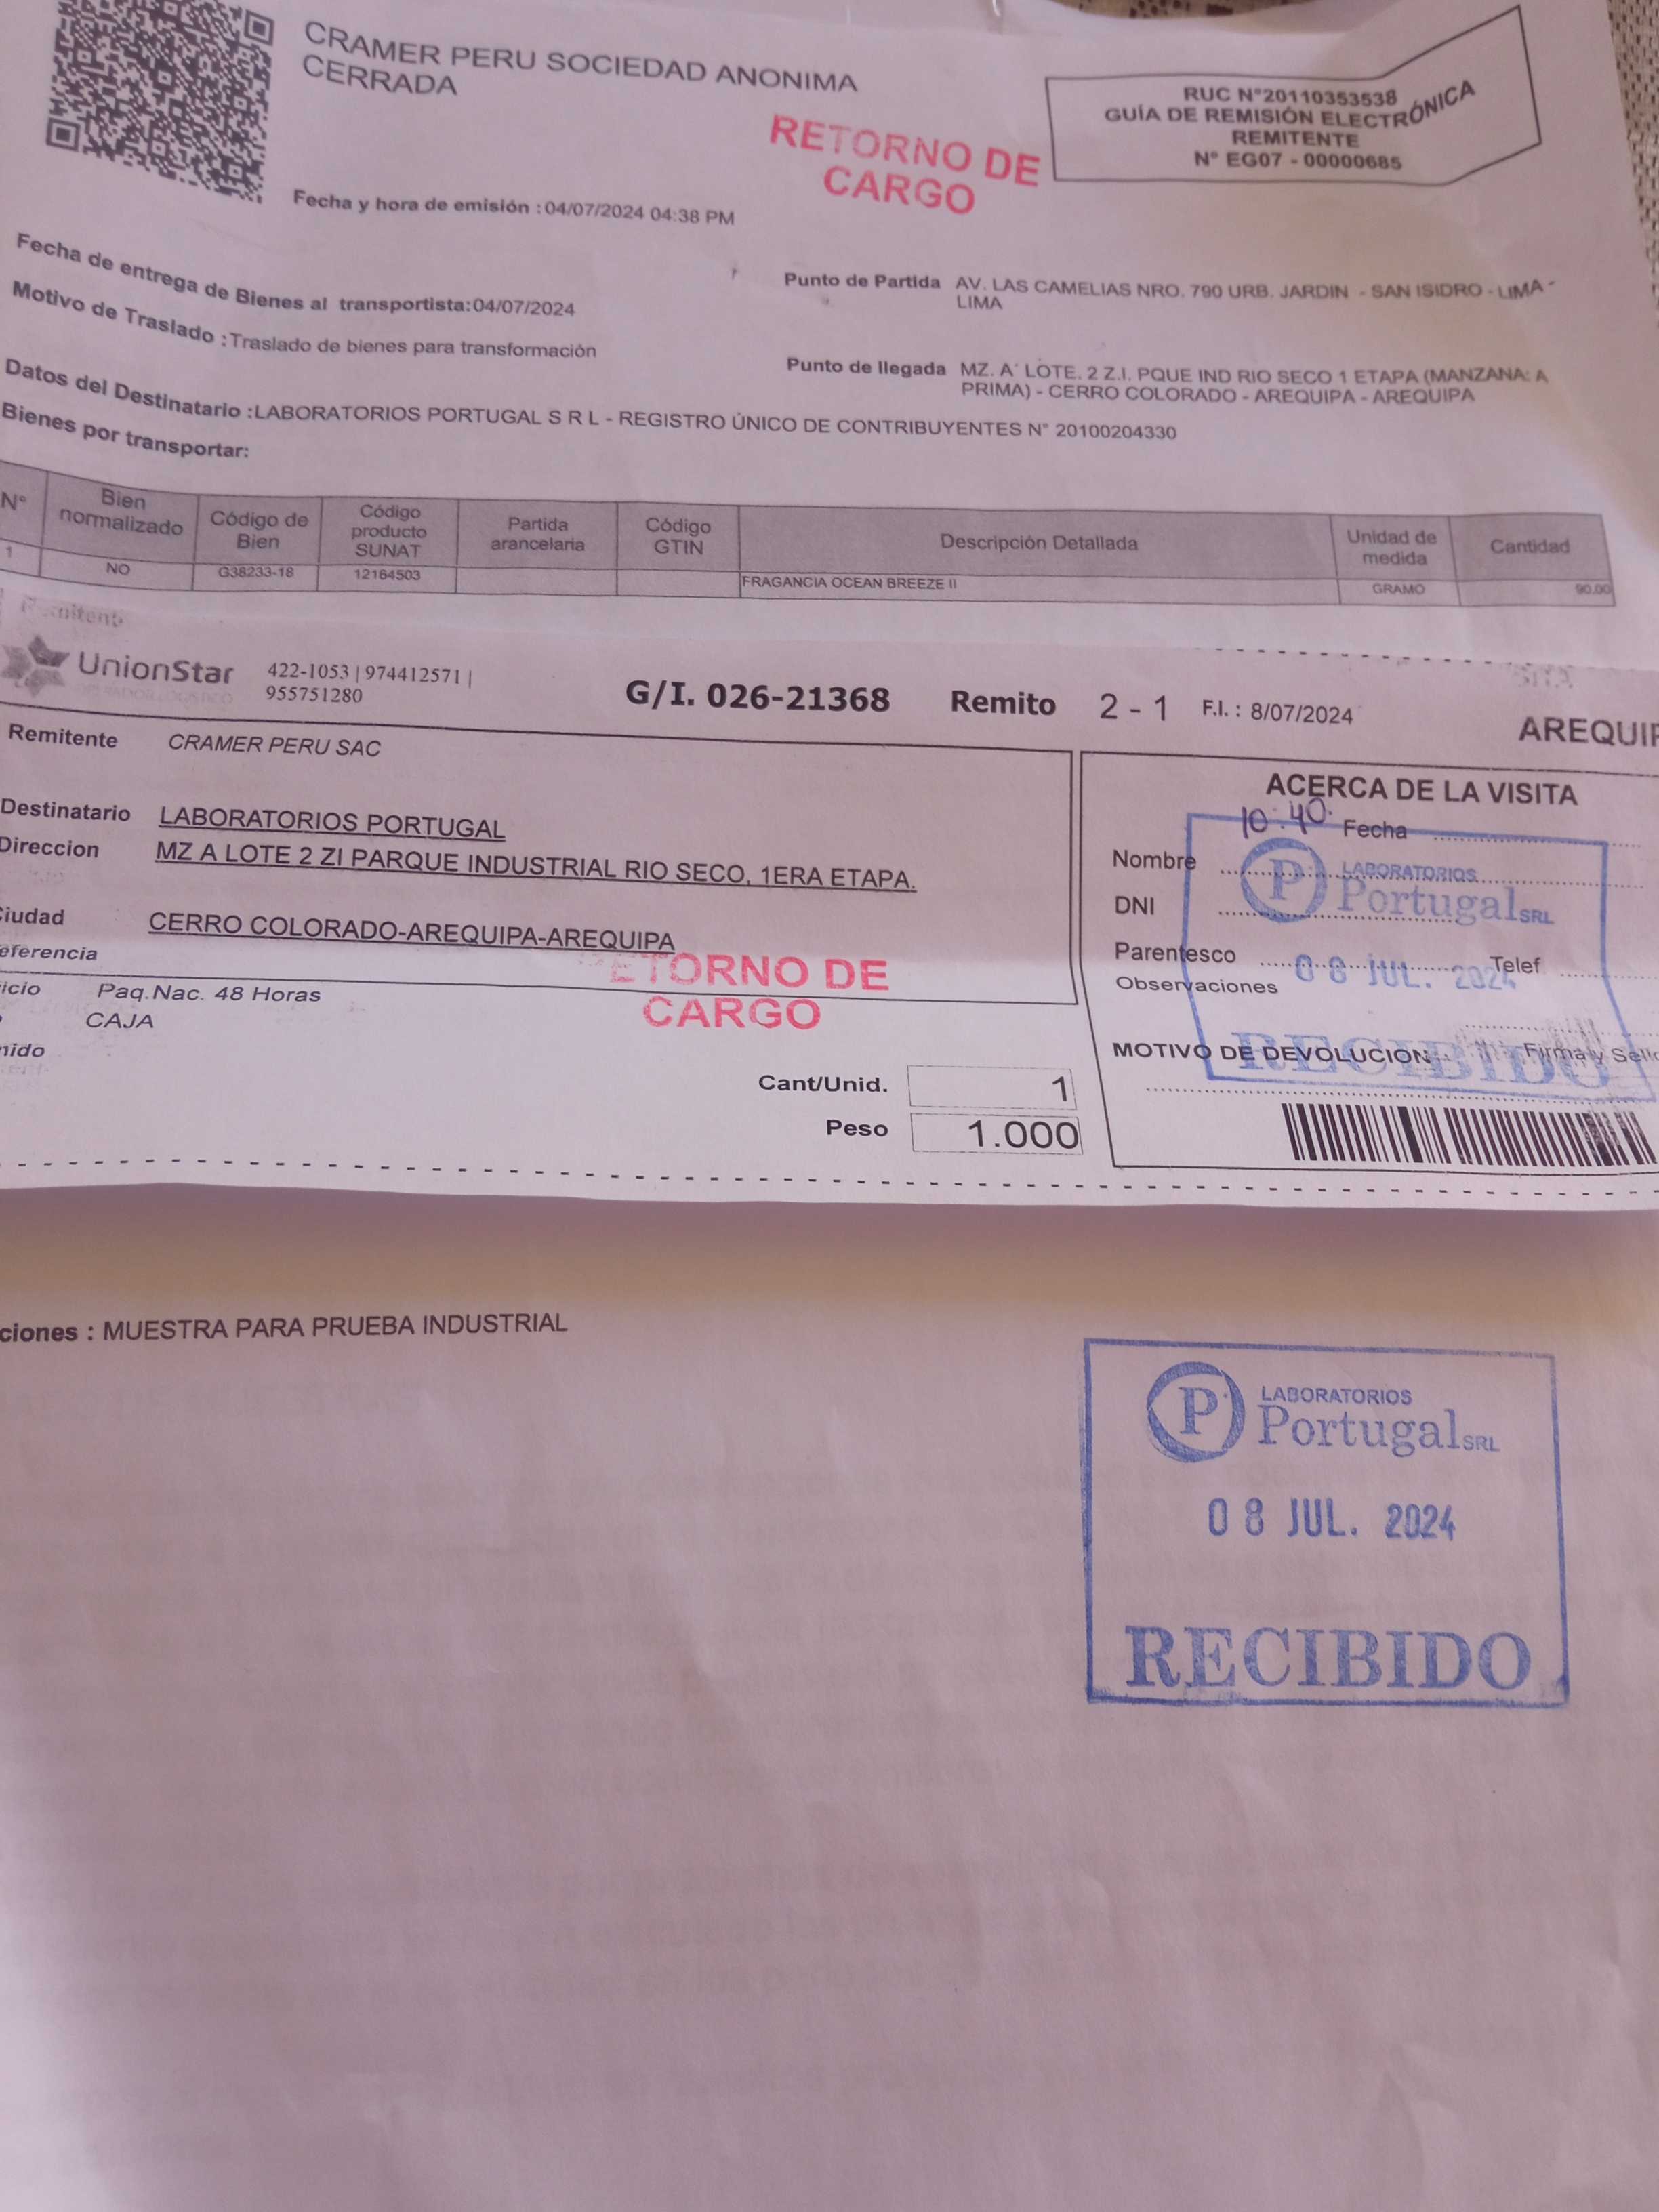 CRAMER PERU SOCIEDAD ANONIMA
CERRADA
RUC N°20110353538
GUÍA DE REMISIÓN ELECTRÓNICA
REMITENTE
N° EG07 - 00000685
RETORNO DE
CARGO
Fecha y hora de emisión : 04/07/2024 04:38 PM
Fecha de entrega de Bienes al transportista: 04/07/2024
Motivo de Traslado : Traslado de bienes para transformación
Punto de Partida AV. LAS CAMELIAS NRO. 790 URB. JARDIN - SAN ISIDRO - LIMA -
LIMA
Punto de llegada MZ. A' LOTE. 2 Z.I. PQUE IND RIO SECO 1 ETAPA (MANZANA: A
PRIMA) - CERRO COLORADO - AREQUIPA - AREQUIPA
Datos del Destinatario : LABORATORIOS PORTUGAL S R L - REGISTRO ÚNICO DE CONTRIBUYENTES N° 20100204330
Bienes por transportar:
N° Bien normalizado Código de Bien Código producto SUNAT Partida arancelaria Código GTIN Descripción Detallada Unidad de medida Cantidad
1 NO G38233-18 12164503 FRAGANCIA OCEAN BREEZE II GRAMO 90.00
UnionStar 422-1053 | 974412571 |
955751280
G/I. 026-21368 Remito 2 - 1 F.I. : 8/07/2024 AREQUIP
Remitente CRAMER PERU SAC
Destinatario LABORATORIOS PORTUGAL
Direccion MZ A LOTE 2 ZI PARQUE INDUSTRIAL RIO SECO, 1ERA ETAPA.
Ciudad CERRO COLORADO-AREQUIPA-AREQUIPA
eferencia
RETORNO DE
CARGO
icio Paq.Nac. 48 Horas
CAJA
nido
Cant/Unid. 1
Peso 1.000
ACERCA DE LA VISITA
10:40 Fecha
Nombre
DNI
Parentesco Telef
Observaciones
MOTIVO DE DEVOLUCION Firma y Sello
LABORATORIOS
Portugal SRL
08 JUL. 2024
RECIBIDO
ciones : MUESTRA PARA PRUEBA INDUSTRIAL
P LABORATORIOS
Portugal SRL
08 JUL. 2024
RECIBIDO